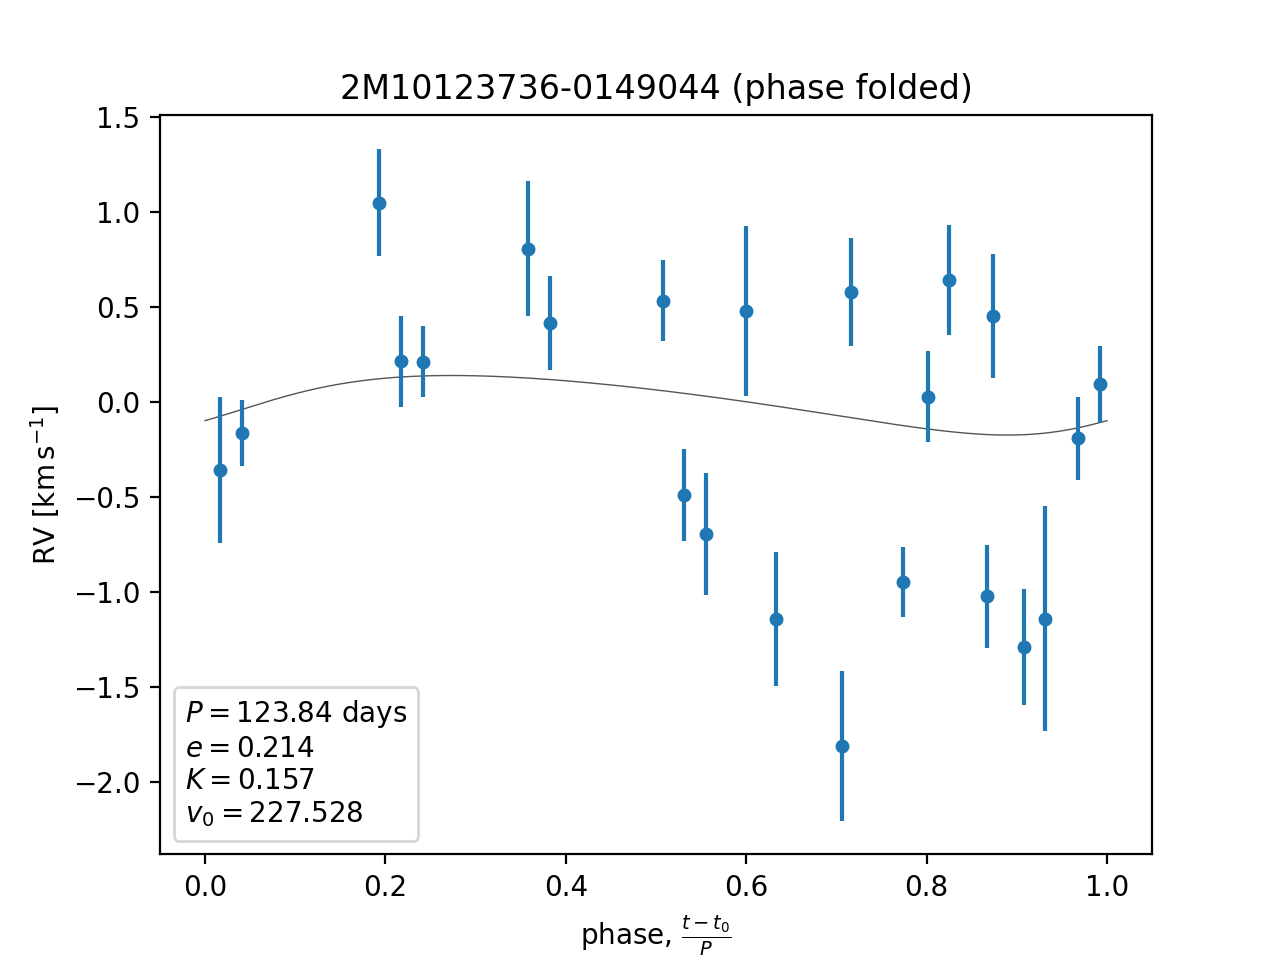 2M10123736-0149044 (phase folded)
1.5
1.0
0.5
0.0
−0.5
−1.0
−1.5
−2.0
RV [km s⁻¹]
P = 123.84 days
e = 0.214
K = 0.157
v₀ = 227.528
0.0 0.2 0.4 0.6 0.8 1.0
phase, (t − t₀)/P